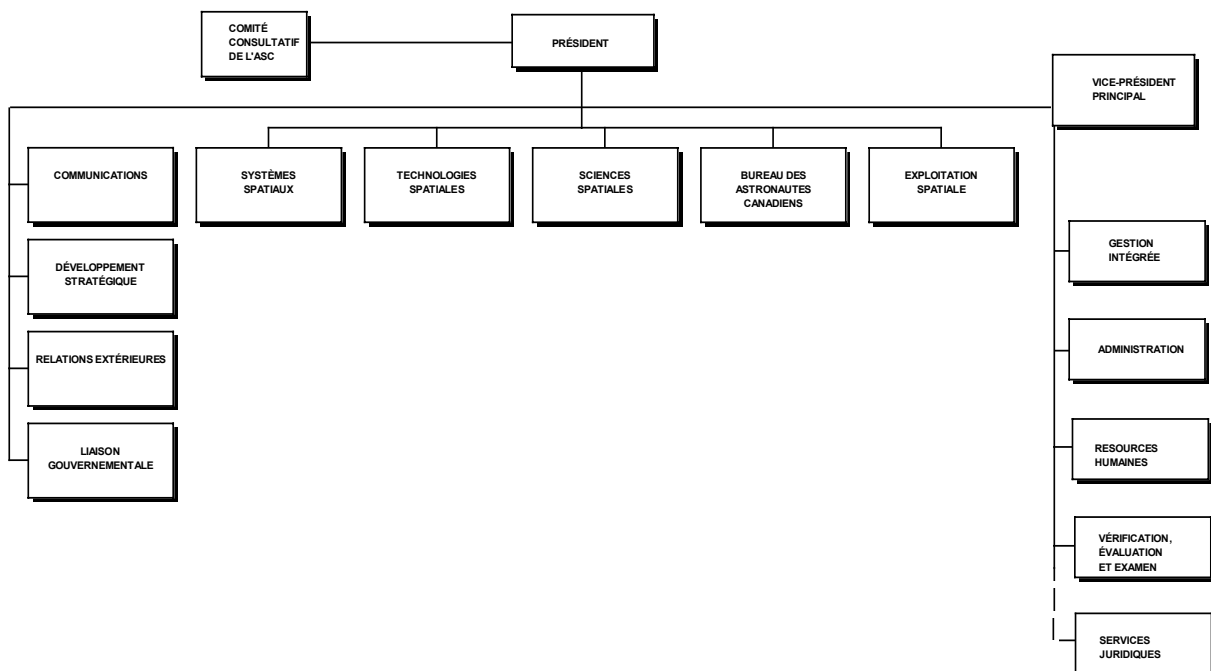 COMITÉ
CONSULTATIF
DE L'ASC
PRÉSIDENT
VICE-PRÉSIDENT
PRINCIPAL
COMMUNICATIONS
SYSTÈMES
SPATIAUX
TECHNOLOGIES
SPATIALES
SCIENCES
SPATIALES
BUREAU DES
ASTRONAUTES
CANADIENS
EXPLOITATION
SPATIALE
DÉVELOPPEMENT
STRATÉGIQUE
RELATIONS EXTÉRIEURES
LIAISON
GOUVERNEMENTALE
GESTION
INTÉGRÉE
ADMINISTRATION
RESOURCES
HUMAINES
VÉRIFICATION,
ÉVALUATION
ET EXAMEN
SERVICES
JURIDIQUES